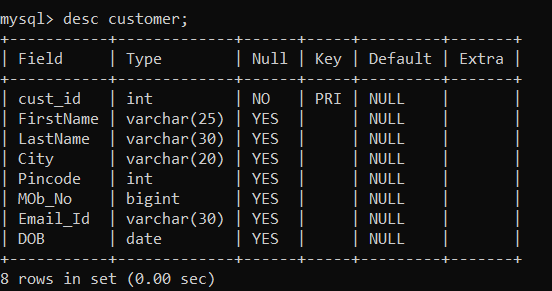 mysql> desc customer;
+-----------+-------------+------+-----+---------+-------+
| Field     | Type        | Null | Key | Default | Extra |
+-----------+-------------+------+-----+---------+-------+
| cust_id   | int         | NO   | PRI | NULL    |       |
| FirstName | varchar(25) | YES  |     | NULL    |       |
| LastName  | varchar(30) | YES  |     | NULL    |       |
| City      | varchar(20) | YES  |     | NULL    |       |
| Pincode   | int         | YES  |     | NULL    |       |
| MOb_No    | bigint      | YES  |     | NULL    |       |
| Email_Id  | varchar(30) | YES  |     | NULL    |       |
| DOB       | date        | YES  |     | NULL    |       |
+-----------+-------------+------+-----+---------+-------+
8 rows in set (0.00 sec)